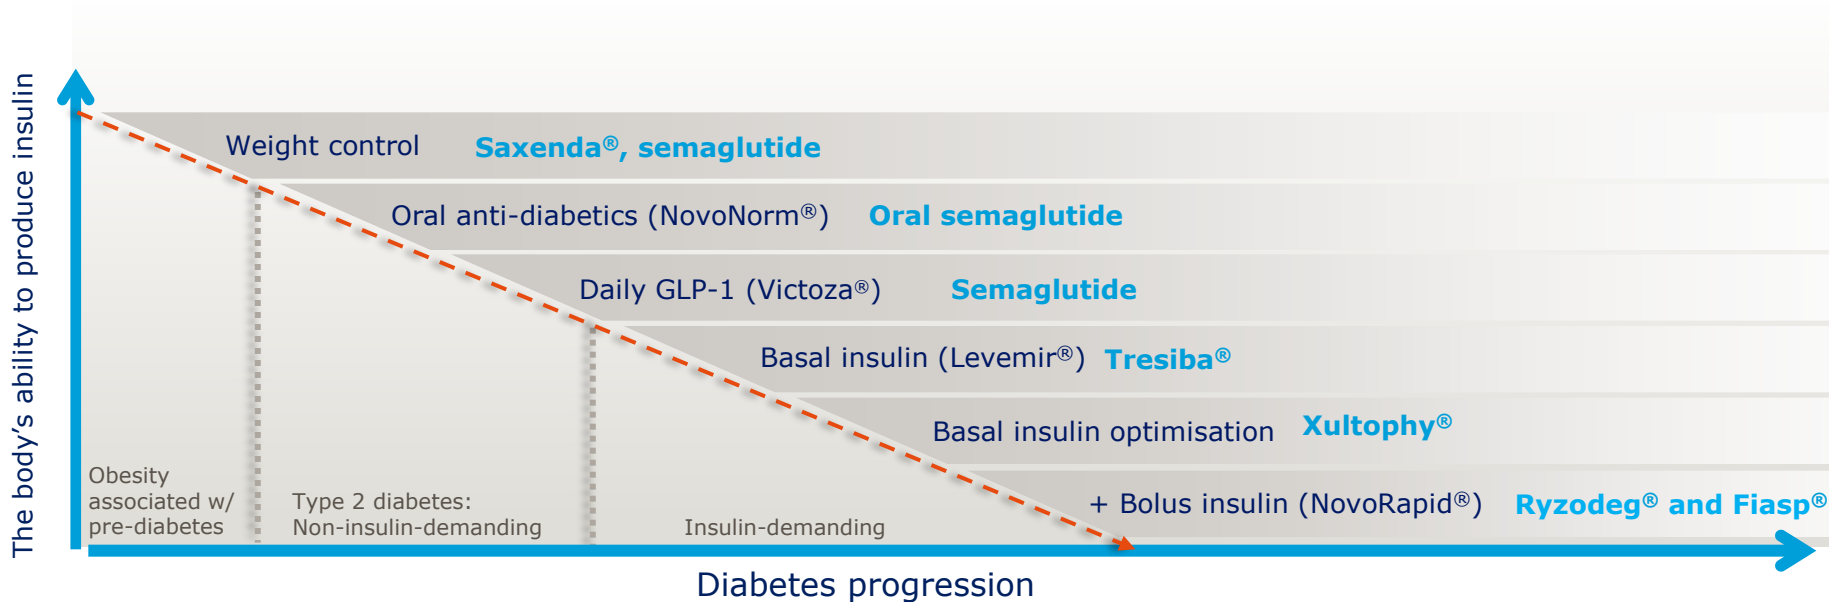 The body's ability to produce insulin
Weight control Saxenda®, semaglutide
Oral anti-diabetics (NovoNorm®) Oral semaglutide
Daily GLP-1 (Victoza®) Semaglutide
Basal insulin (Levemir®) Tresiba®
Basal insulin optimisation Xultophy®
+ Bolus insulin (NovoRapid®) Ryzodeg® and Fiasp®
Obesity
associated w/
pre-diabetes
Type 2 diabetes:
Non-insulin-demanding
Insulin-demanding
Diabetes progression